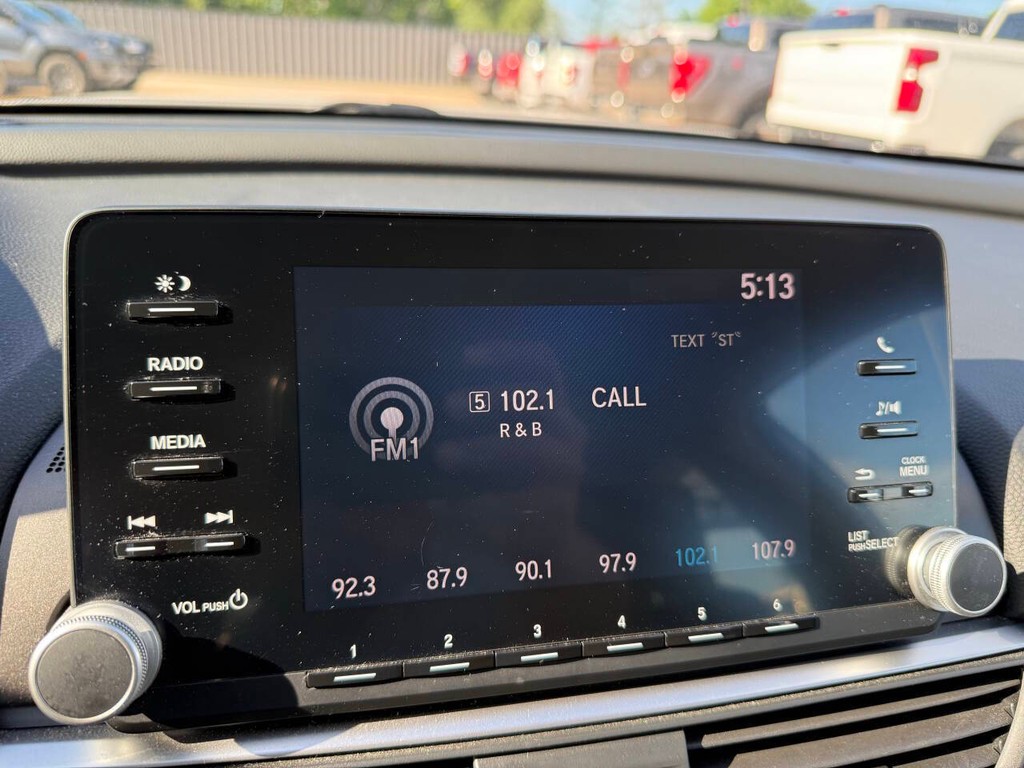 5:13
TEXT "ST"
RADIO
5 102.1 CALL
R & B
FM1
MEDIA
CLOCK
MENU
LIST
PUSH SELECT
92.3 87.9 90.1 97.9 102.1 107.9
VOL PUSH
1 2 3 4 5 6